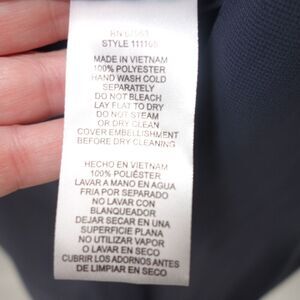 STYLE 111168
MADE IN VIETNAM
100% POLYESTER
HAND WASH COLD
SEPARATELY
DO NOT BLEACH
LAY FLAT TO DRY
DO NOT STEAM
OR DRY CLEAN
COVER EMBELLISHMENT
BEFORE DRY CLEANING
HECHO EN VIETNAM
100% POLIÉSTER
LAVAR A MANO EN AGUA
FRIA POR SEPARADO
NO LAVAR CON
BLANQUEADOR
DEJAR SECAR EN UNA
SUPERFICIE PLANA
NO UTILIZAR VAPOR
O LAVAR EN SECO
CUBRIR LOS ADORNOS ANTES
DE LIMPIAR EN SECO